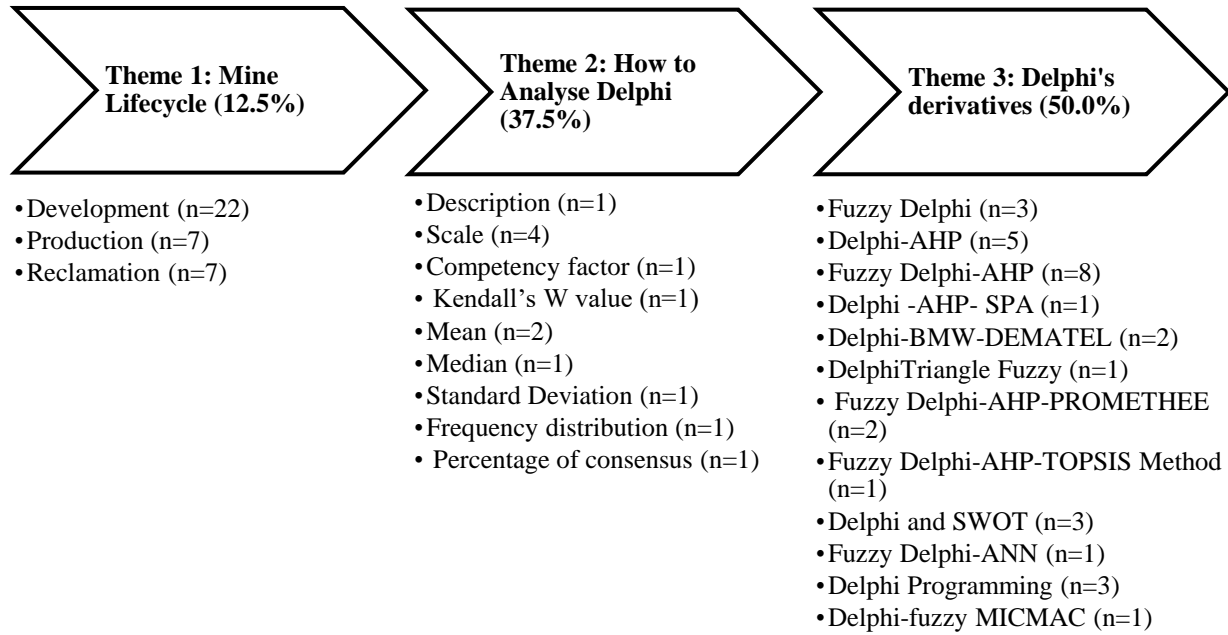 Theme 1: Mine
Lifecycle (12.5%)
•Development (n=22)
•Production (n=7)
•Reclamation (n=7)
Theme 2: How to
Analyse Delphi
(37.5%)
•Description (n=1)
•Scale (n=4)
•Competency factor (n=1)
• Kendall’s W value (n=1)
•Mean (n=2)
•Median (n=1)
•Standard Deviation (n=1)
•Frequency distribution (n=1)
• Percentage of consensus (n=1)
Theme 3: Delphi's
derivatives (50.0%)
•Fuzzy Delphi (n=3)
•Delphi-AHP (n=5)
•Fuzzy Delphi-AHP (n=8)
•Delphi -AHP- SPA (n=1)
•Delphi-BMW-DEMATEL (n=2)
•DelphiTriangle Fuzzy (n=1)
• Fuzzy Delphi-AHP-PROMETHEE
(n=2)
•Fuzzy Delphi-AHP-TOPSIS Method
(n=1)
•Delphi and SWOT (n=3)
•Fuzzy Delphi-ANN (n=1)
•Delphi Programming (n=3)
•Delphi-fuzzy MICMAC (n=1)